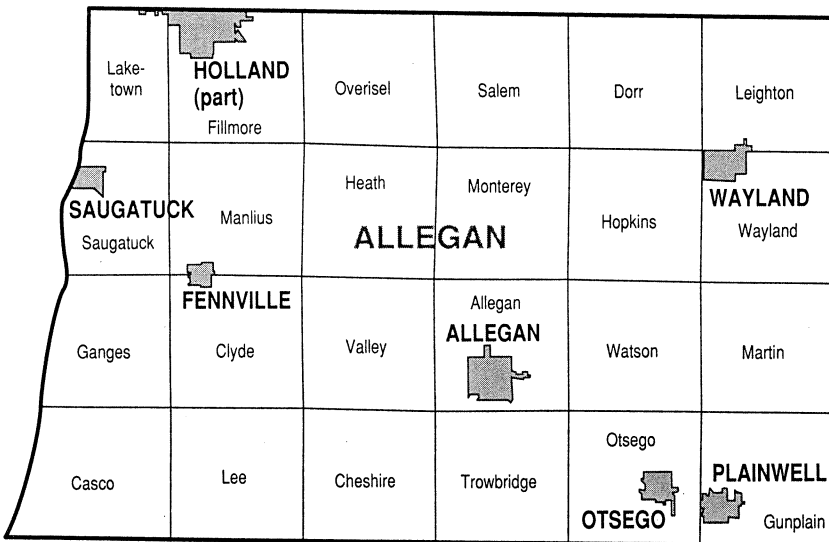 Lake-
town
HOLLAND
(part)
Fillmore
Overisel
Salem
Dorr
Leighton
SAUGATUCK
Saugatuck
Manlius
Heath
Monterey
ALLEGAN
Hopkins
WAYLAND
Wayland
FENNVILLE
Ganges
Clyde
Valley
Allegan
ALLEGAN
Watson
Martin
Casco
Lee
Cheshire
Trowbridge
Otsego
OTSEGO
PLAINWELL
Gunplain